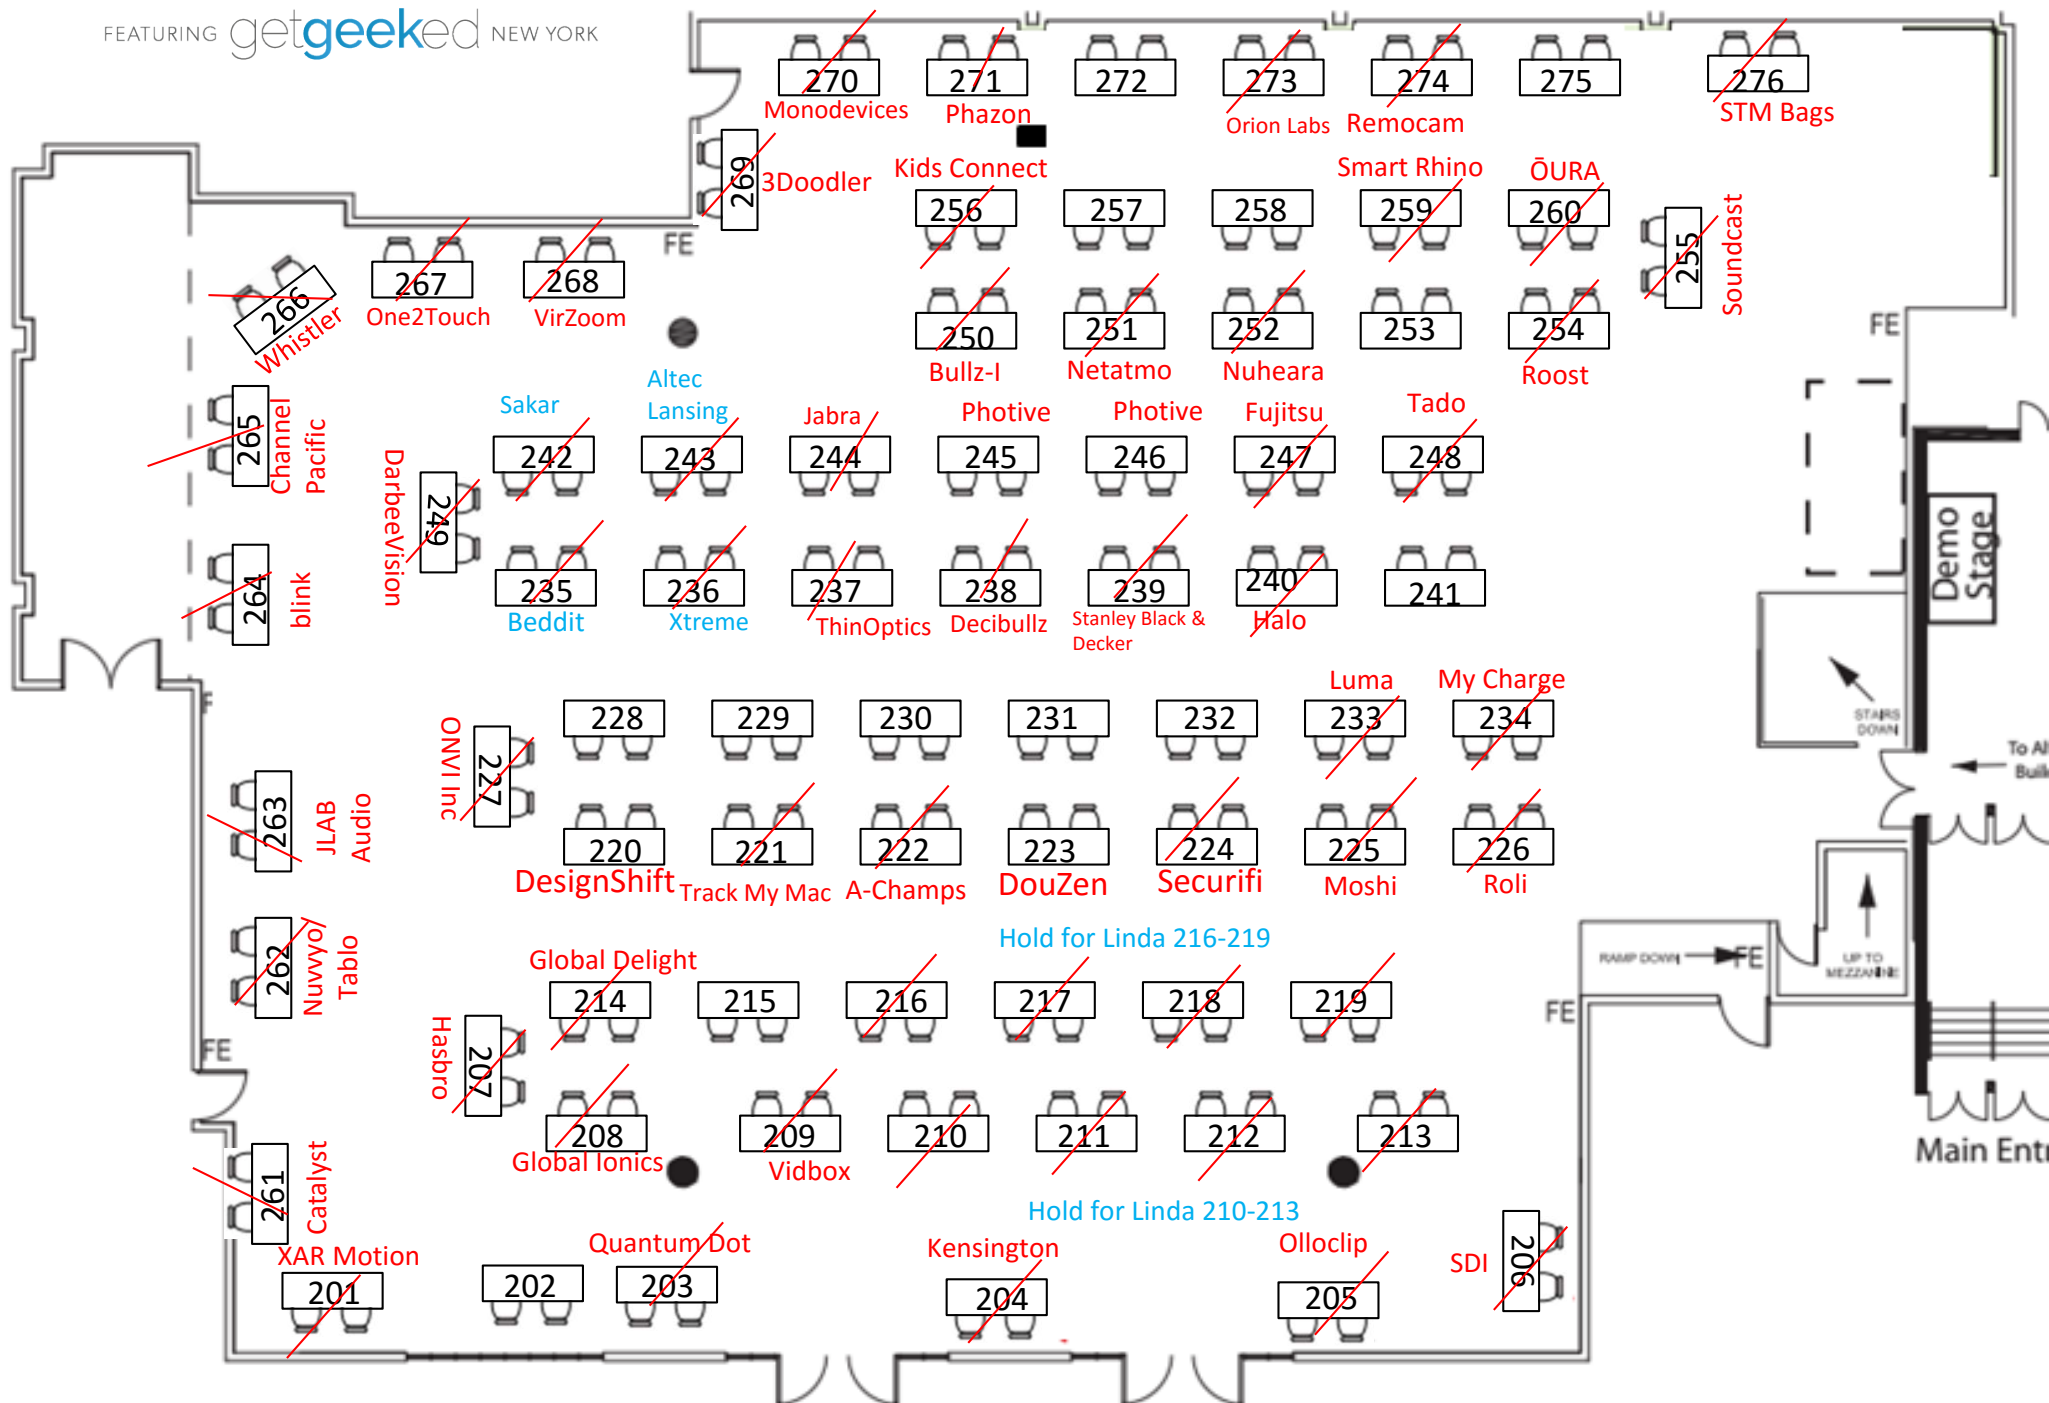 FEATURING getgeeked NEW YORK
270 271 272 273 274 275 276
Monodevices Phazon Orion Labs Remocam STM Bags
269 3Doodler
Kids Connect Smart Rhino ŌURA
256 257 258 259 260
255 Soundcast
FE
266 267 268
Whistler One2Touch VirZoom
250 251 252 253 254
FE
Bullz-I Netatmo Nuheara Roost
265 Channel
Pacific
Sakar Altec
Lansing Jabra Photive Photive Fujitsu Tado
242 243 244 245 246 247 248
DarbeeVision 249
Demo
Stage
264 blink
235 236 237 238 239 240 241
Beddit Xtreme ThinOptics Decibullz Stanley Black &
Decker Halo
F
Luma My Charge
228 229 230 231 232 233 234
STAIRS
DOWN
ONVI Inc 227
263 JLAB
Audio
220 221 222 223 224 225 226
DesignShift Track My Mac A-Champs DouZen Securifi Moshi Roli
Hold for Linda 216-219
262 Nuvvyo/
Tablo
Global Delight
RAMP DOWN FE UP TO
MEZZANINE
214 215 216 217 218 219
FE
FE
Hasbro 207
208 209 210 211 212 213
Global Ionics Vidbox
Main Entr
261 Catalyst
Hold for Linda 210-213
XAR Motion Quantum Dot Kensington Olloclip SDI 206
201 202 203 204 205